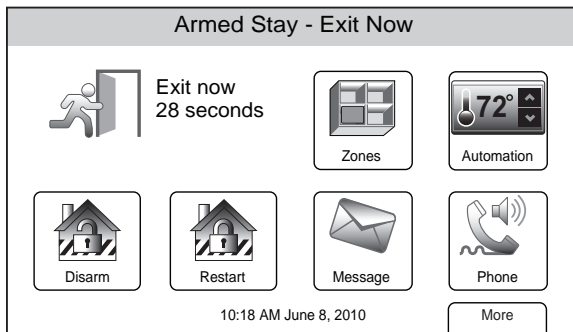 Armed Stay - Exit Now
Exit now
28 seconds
Zones
72°
Automation
Disarm
Restart
Message
Phone
10:18 AM June 8, 2010
More